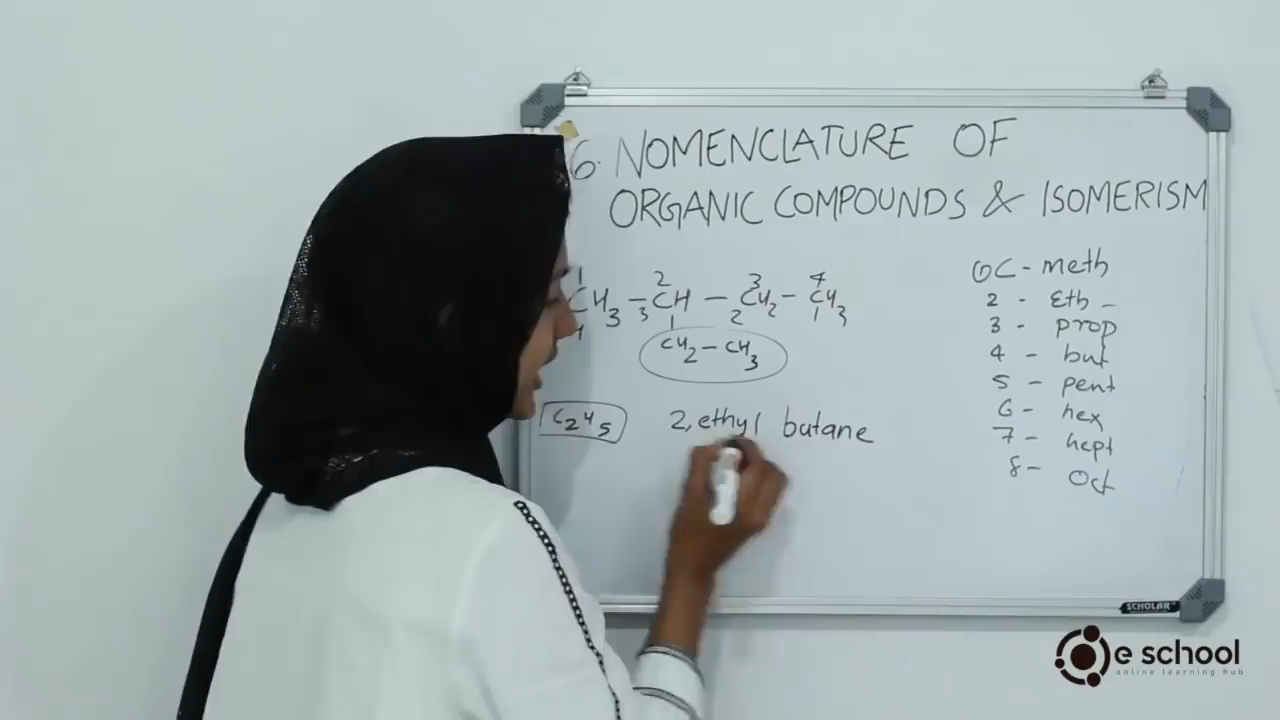 6. NOMENCLATURE OF
ORGANIC COMPOUNDS & ISOMERISM
1 2 3 4
CH3 - CH - CH2 - CH3
4 3 2 1
CH2 - CH3
C2H5
2, ethyl butane
① C - meth
2 - Eth -
3 - prop
4 - but
5 - pent
6 - hex
7 - hept
8 - Oct
SCHOLAR
e school
online learning hub